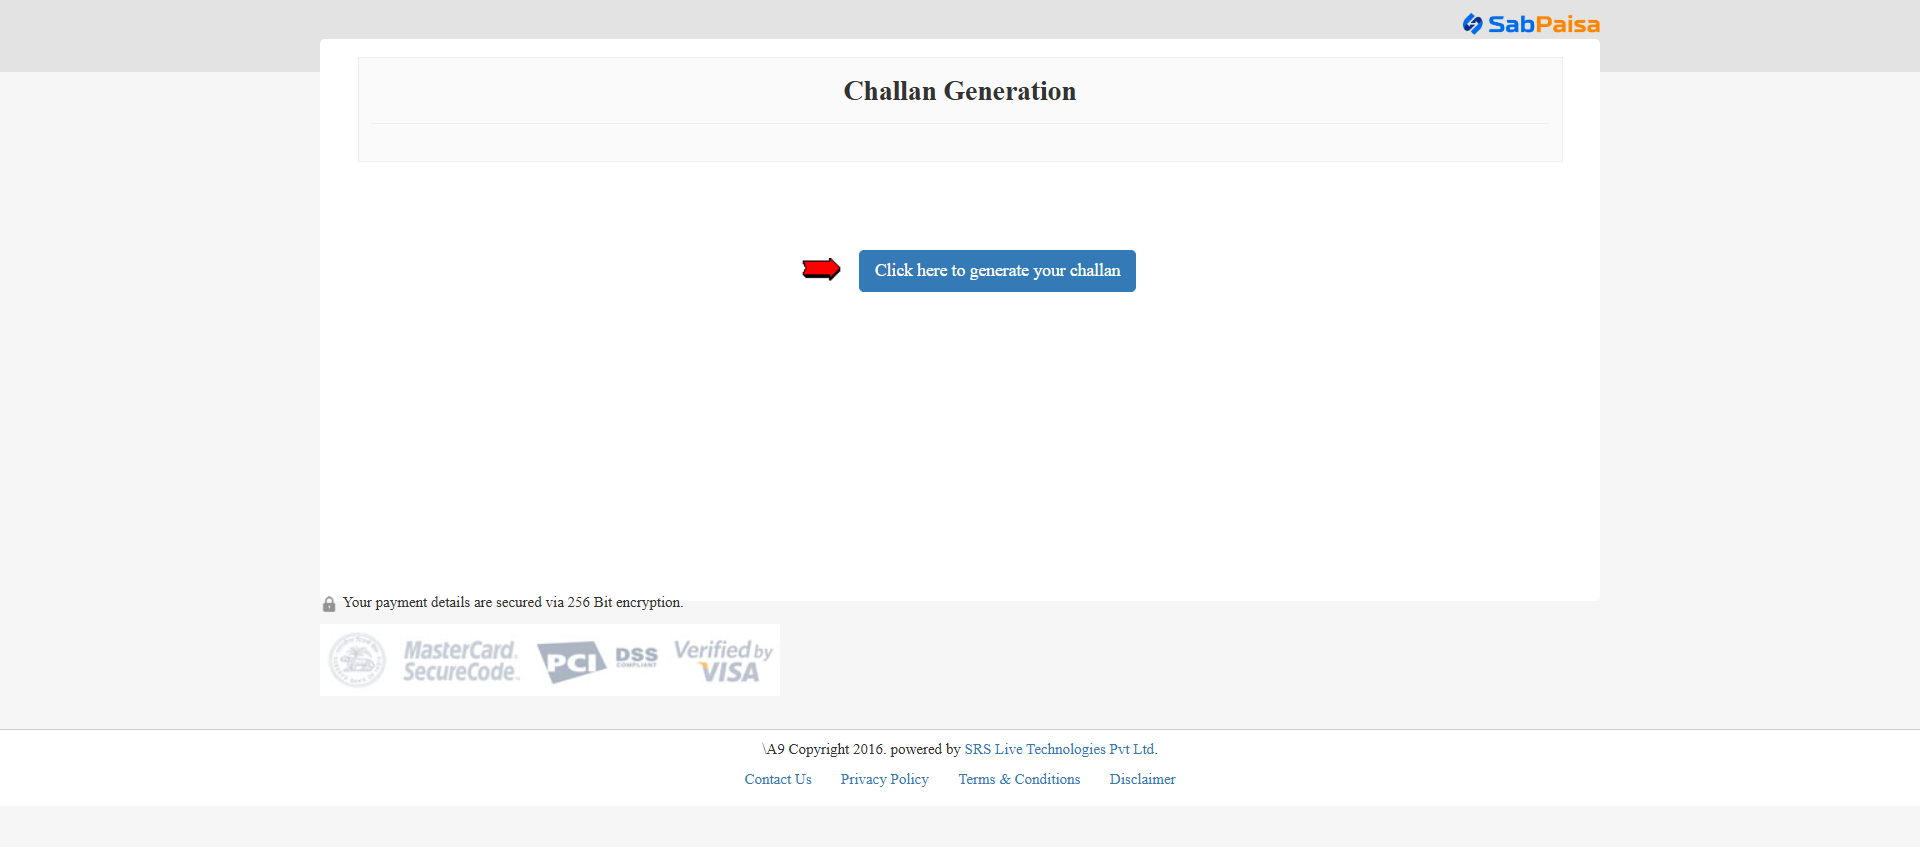 SabPaisa
Challan Generation
Click here to generate your challan
Your payment details are secured via 256 Bit encryption.
MasterCard. SecureCode. PCI DSS COMPLIANT Verified by VISA
\A9 Copyright 2016. powered by SRS Live Technologies Pvt Ltd.
Contact Us Privacy Policy Terms & Conditions Disclaimer